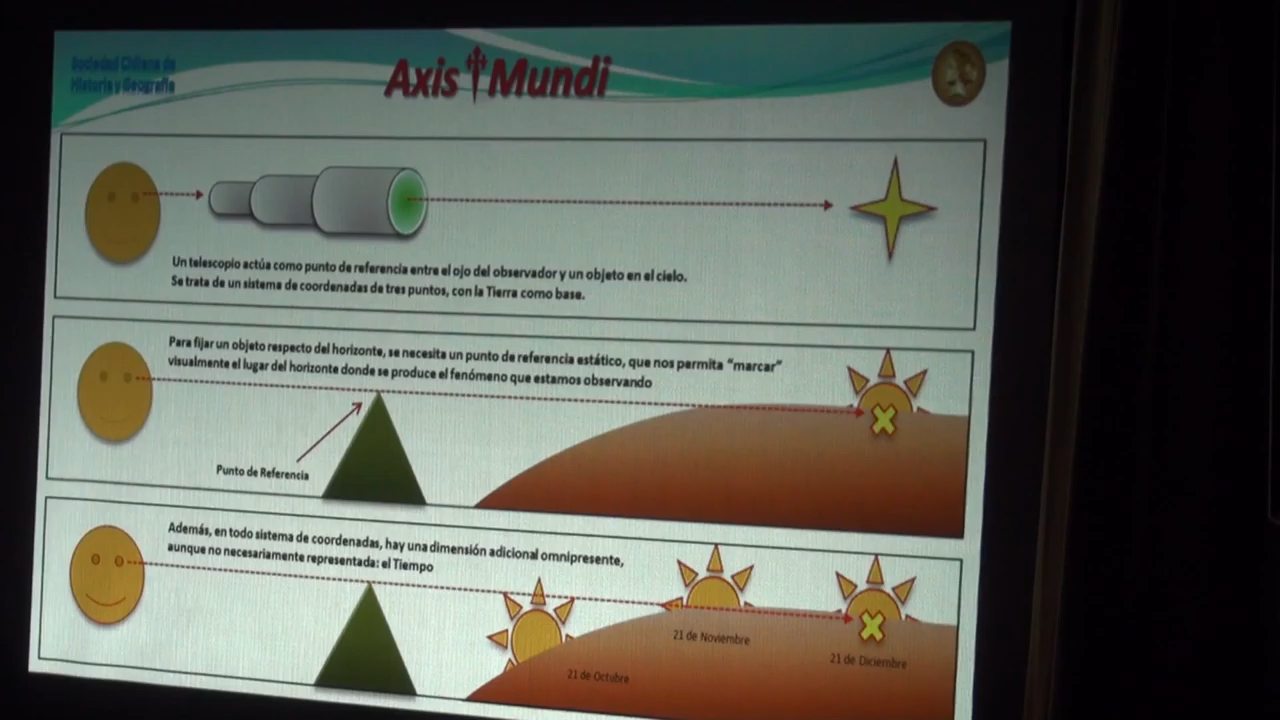 Sociedad Chilena de
Historia y Geografía
Axis Mundi
Un telescopio actúa como punto de referencia entre el ojo del observador y un objeto en el cielo.
Se trata de un sistema de coordenadas de tres puntos, con la Tierra como base.
Para fijar un objeto respecto del horizonte, se necesita un punto de referencia estático, que nos permita "marcar"
visualmente el lugar del horizonte donde se produce el fenómeno que estamos observando
Punto de Referencia
Además, en todo sistema de coordenadas, hay una dimensión adicional omnipresente,
aunque no necesariamente representada: el Tiempo
21 de Octubre
21 de Noviembre
21 de Diciembre